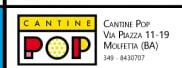 CANTINE
POP
CANTINE POP
VIA PIAZZA 11-19
MOLFETTA (BA)
349 - 8430707